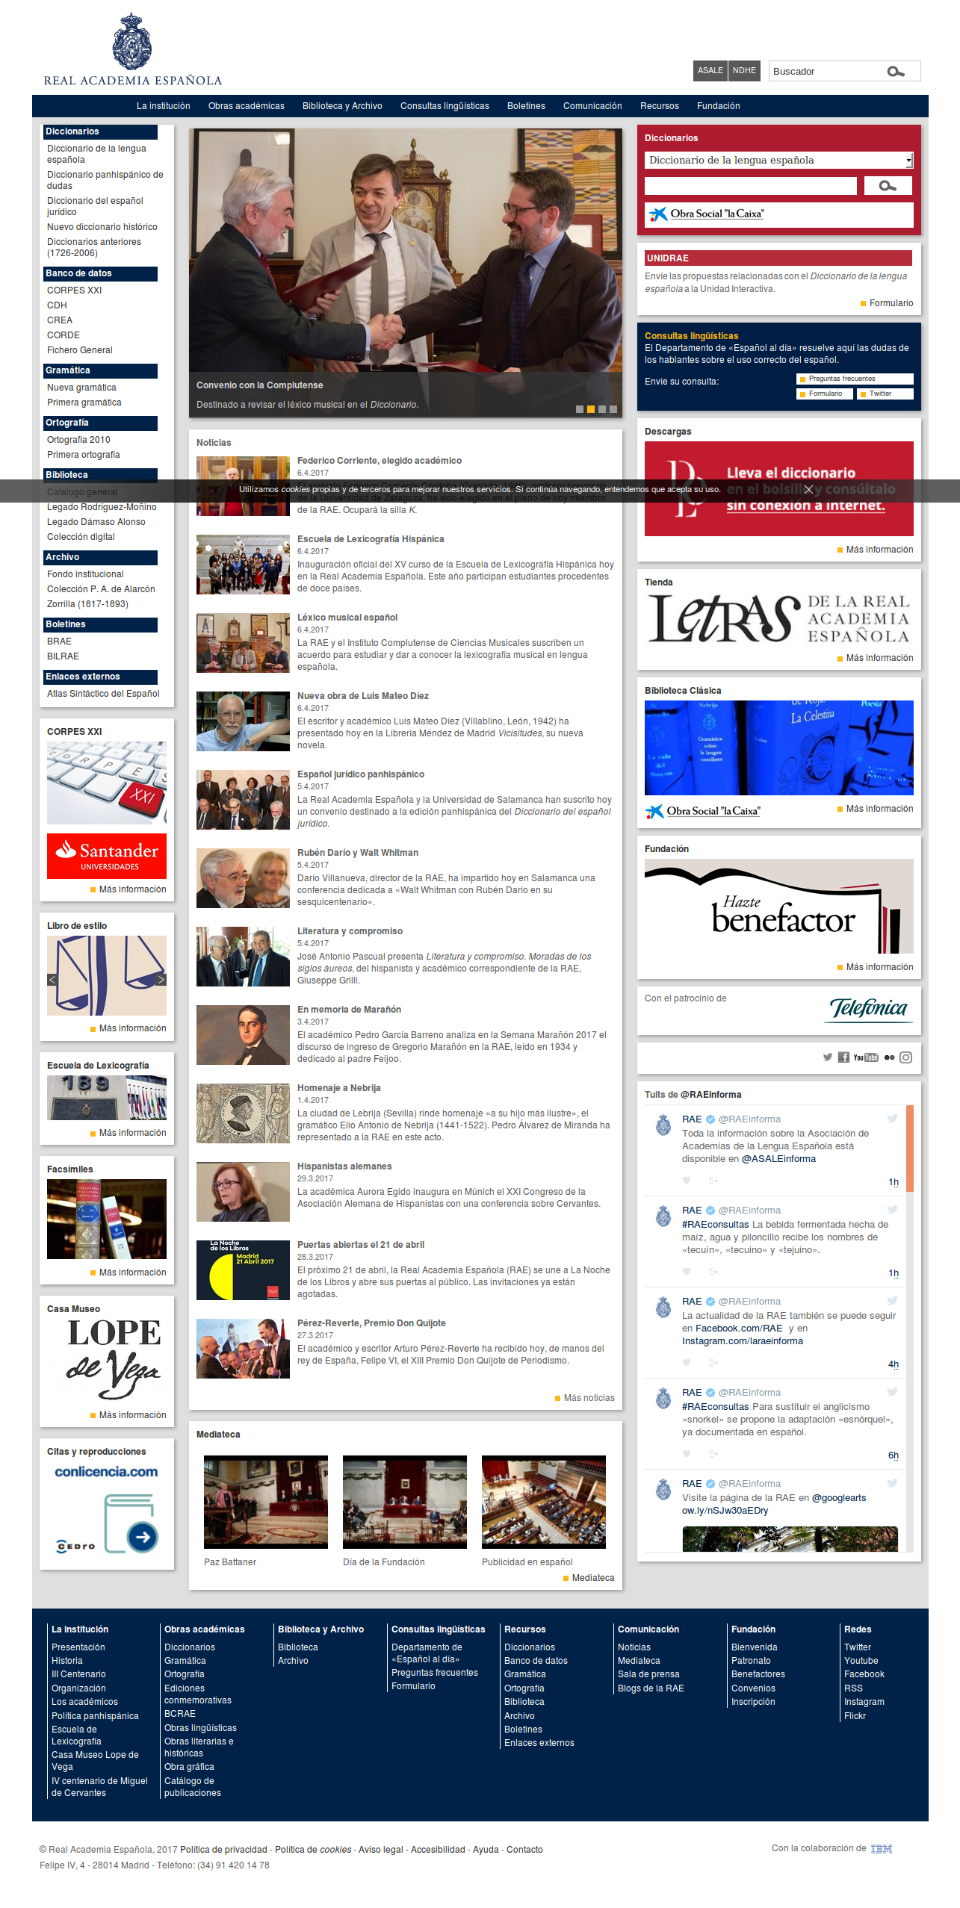 REAL ACADEMIA ESPAÑOLA
ASALE
NDHE
Buscador
La institución
Obras académicas
Biblioteca y Archivo
Consultas lingüísticas
Boletines
Comunicación
Recursos
Fundación
Diccionarios
Diccionario de la lengua
española
Diccionario panhispánico de
dudas
Diccionario del español
jurídico
Nuevo diccionario histórico
Diccionarios anteriores
(1726-2006)
Banco de datos
CORPES XXI
CDH
CREA
CORDE
Fichero General
Gramática
Nueva gramática
Primera gramática
Ortografía
Ortografía 2010
Primera ortografía
Biblioteca
Catálogo general
Legado Rodríguez-Moñino
Legado Dámaso Alonso
Colección digital
Archivo
Fondo institucional
Colección P. A. de Alarcón
Zorrilla (1817-1893)
Boletines
BRAE
BILRAE
Enlaces externos
Atlas Sintáctico del Español
CORPES XXI
CORPES
XXI
Santander
UNIVERSIDADES
Más información
Libro de estilo
Más información
Escuela de Lexicografía
189
Más información
Facsímiles
Más información
Casa Museo
LOPE
de Vega
Más información
Citas y reproducciones
conlicencia.com
CEDRO
Convenio con la Complutense
Destinado a revisar el léxico musical en el Diccionario.
Noticias
Federico Corriente, elegido académico
6.4.2017
Utilizamos cookies propias y de terceros para mejorar nuestros servicios. Si continúa navegando, entendemos que acepta su uso.
de la Universidad de Zaragoza, ha sido elegido en el pleno de hoy miembro
de la RAE. Ocupará la silla K.
Escuela de Lexicografía Hispánica
6.4.2017
Inauguración oficial del XV curso de la Escuela de Lexicografía Hispánica hoy
en la Real Academia Española. Este año participan estudiantes procedentes
de doce países.
Léxico musical español
6.4.2017
La RAE y el Instituto Complutense de Ciencias Musicales suscriben un
acuerdo para estudiar y dar a conocer la lexicografía musical en lengua
española.
Nueva obra de Luis Mateo Díez
6.4.2017
El escritor y académico Luis Mateo Díez (Villablino, León, 1942) ha
presentado hoy en la Librería Méndez de Madrid Vicisitudes, su nueva
novela.
Español jurídico panhispánico
5.4.2017
La Real Academia Española y la Universidad de Salamanca han suscrito hoy
un convenio destinado a la edición panhispánica del Diccionario del español
jurídico.
Rubén Darío y Walt Whitman
5.4.2017
Darío Villanueva, director de la RAE, ha impartido hoy en Salamanca una
conferencia dedicada a «Walt Whitman con Rubén Darío en su
sesquicentenario».
Literatura y compromiso
5.4.2017
José Antonio Pascual presenta Literatura y compromiso. Moradas de los
siglos áureos, del hispanista y académico correspondiente de la RAE,
Giuseppe Grilli.
En memoria de Marañón
3.4.2017
El académico Pedro García Barreno analiza en la Semana Marañón 2017 el
discurso de ingreso de Gregorio Marañón en la RAE, leído en 1934 y
dedicado al padre Feijoo.
Homenaje a Nebrija
1.4.2017
La ciudad de Lebrija (Sevilla) rinde homenaje «a su hijo más ilustre», el
gramático Elio Antonio de Nebrija (1441-1522). Pedro Álvarez de Miranda ha
representado a la RAE en este acto.
Hispanistas alemanes
29.3.2017
La académica Aurora Egido inaugura en Múnich el XXI Congreso de la
Asociación Alemana de Hispanistas con una conferencia sobre Cervantes.
La Noche
de los Libros
Madrid
21 Abril 2017
Puertas abiertas el 21 de abril
28.3.2017
El próximo 21 de abril, la Real Academia Española (RAE) se une a La Noche
de los Libros y abre sus puertas al público. Las invitaciones ya están
agotadas.
Pérez-Reverte, Premio Don Quijote
27.3.2017
El académico y escritor Arturo Pérez-Reverte ha recibido hoy, de manos del
rey de España, Felipe VI, el XIII Premio Don Quijote de Periodismo.
Más noticias
Mediateca
Paz Battaner
Día de la Fundación
Publicidad en español
Mediateca
Diccionarios
Diccionario de la lengua española
Obra Social "la Caixa"
UNIDRAE
Envíe las propuestas relacionadas con el Diccionario de la lengua
española a la Unidad Interactiva.
Formulario
Consultas lingüísticas
El Departamento de «Español al día» resuelve aquí las dudas de
los hablantes sobre el uso correcto del español.
Envíe su consulta:
Preguntas frecuentes
Formulario
Twitter
Descargas
Lleva el diccionario
en el bolsillo y consúltalo
sin conexión a internet.
Más información
Tienda
LETRAS
DE LA REAL
ACADEMIA
ESPAÑOLA
Más información
Biblioteca Clásica
Nebrija
Gramática
sobre
la lengua
castellana
de Rojas
La Celestina
Poesía
Obra Social "la Caixa"
Más información
Fundación
Hazte
benefactor
Más información
Con el patrocinio de
Telefónica
YouTube
Tuits de @RAEinforma
RAE @RAEinforma
Toda la información sobre la Asociación de
Academias de la Lengua Española está
disponible en @ASALEinforma
1h
RAE @RAEinforma
#RAEconsultas La bebida fermentada hecha de
maíz, agua y piloncillo recibe los nombres de
«tecuín», «tecuino» y «tejuino».
1h
RAE @RAEinforma
La actualidad de la RAE también se puede seguir
en Facebook.com/RAE y en
Instagram.com/laraeinforma
4h
RAE @RAEinforma
#RAEconsultas Para sustituir el anglicismo
«snorkel» se propone la adaptación «esnórquel»,
ya documentada en español.
6h
RAE @RAEinforma
Visite la página de la RAE en @googlearts
ow.ly/nSJw30aEDry
La institución
Presentación
Historia
III Centenario
Organización
Los académicos
Política panhispánica
Escuela de
Lexicografía
Casa Museo Lope de
Vega
IV centenario de Miguel
de Cervantes
Obras académicas
Diccionarios
Gramática
Ortografía
Ediciones
conmemorativas
BCRAE
Obras lingüísticas
Obras literarias e
históricas
Obra gráfica
Catálogo de
publicaciones
Biblioteca y Archivo
Biblioteca
Archivo
Consultas lingüísticas
Departamento de
«Español al día»
Preguntas frecuentes
Formulario
Recursos
Diccionarios
Banco de datos
Gramática
Ortografía
Biblioteca
Archivo
Boletines
Enlaces externos
Comunicación
Noticias
Mediateca
Sala de prensa
Blogs de la RAE
Fundación
Bienvenida
Patronato
Benefactores
Convenios
Inscripción
Redes
Twitter
Youtube
Facebook
RSS
Instagram
Flickr
© Real Academia Española, 2017 Política de privacidad - Política de cookies - Aviso legal - Accesibilidad - Ayuda - Contacto
Felipe IV, 4 - 28014 Madrid - Teléfono: (34) 91 420 14 78
Con la colaboración de IBM